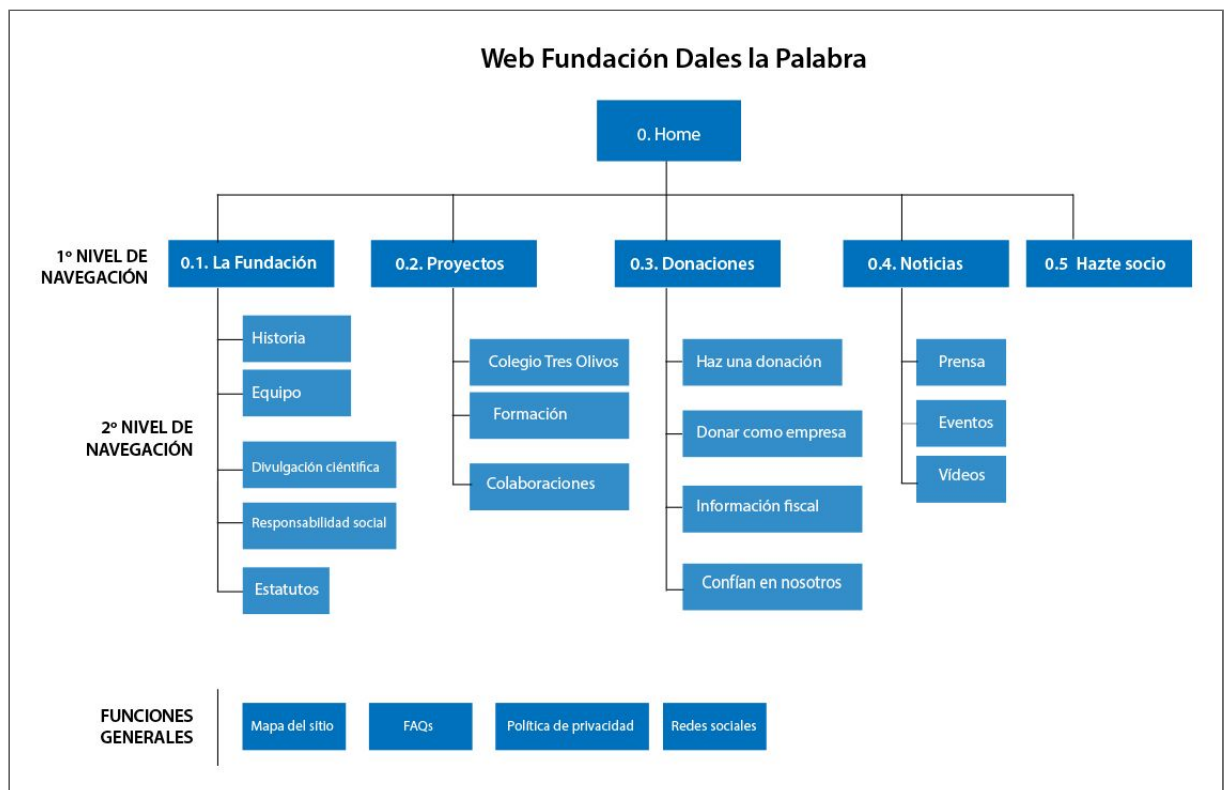 Web Fundación Dales la Palabra
0. Home
1º NIVEL DE
NAVEGACIÓN
0.1. La Fundación
0.2. Proyectos
0.3. Donaciones
0.4. Noticias
0.5 Hazte socio
2º NIVEL DE
NAVEGACIÓN
Historia
Equipo
Divulgación ciéntifica
Responsabilidad social
Estatutos
Colegio Tres Olivos
Formación
Colaboraciones
Haz una donación
Donar como empresa
Información fiscal
Confían en nosotros
Prensa
Eventos
Vídeos
FUNCIONES
GENERALES
Mapa del sitio
FAQs
Política de privacidad
Redes sociales